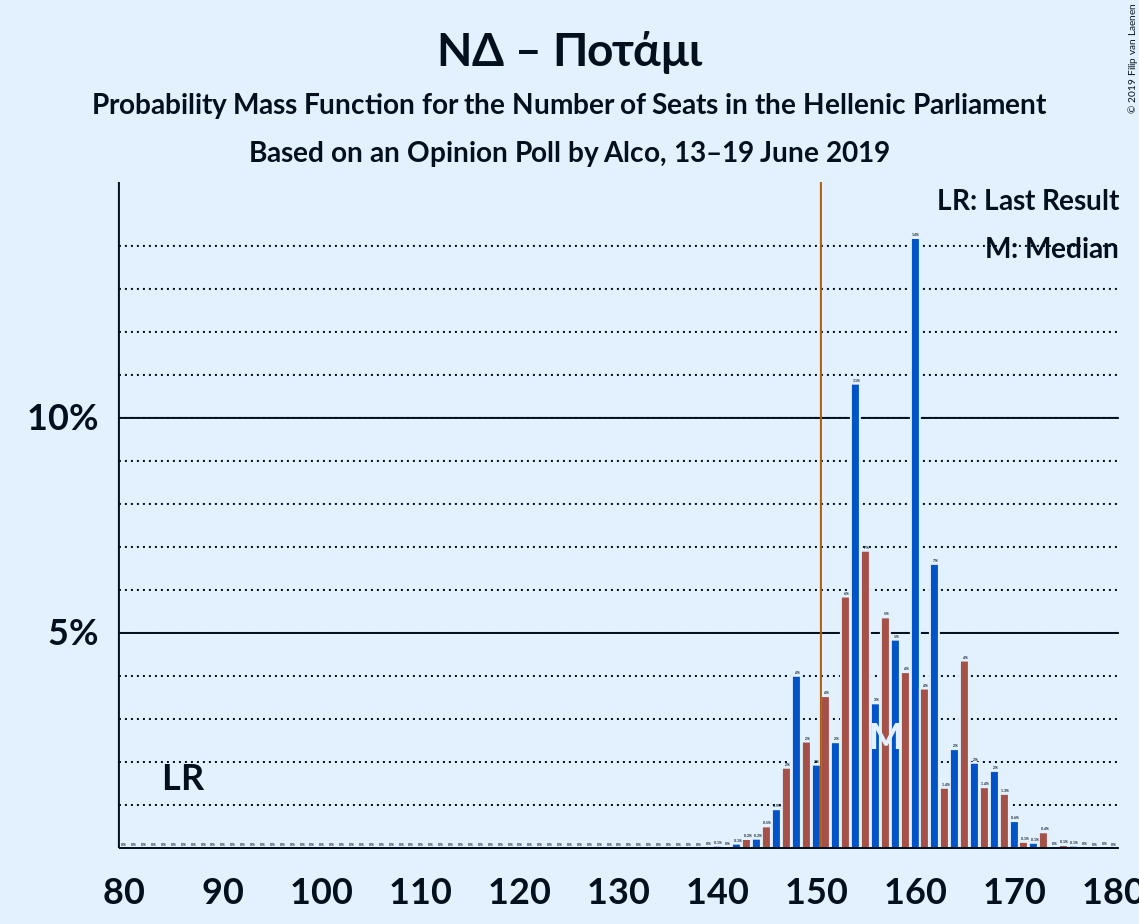 ΝΔ – Ποτάμι
Probability Mass Function for the Number of Seats in the Hellenic Parliament
Based on an Opinion Poll by Alco, 13–19 June 2019
© 2019 Filip van Laenen
LR: Last Result
M: Median
10%
5%
LR
M
80 90 100 110 120 130 140 150 160 170 180